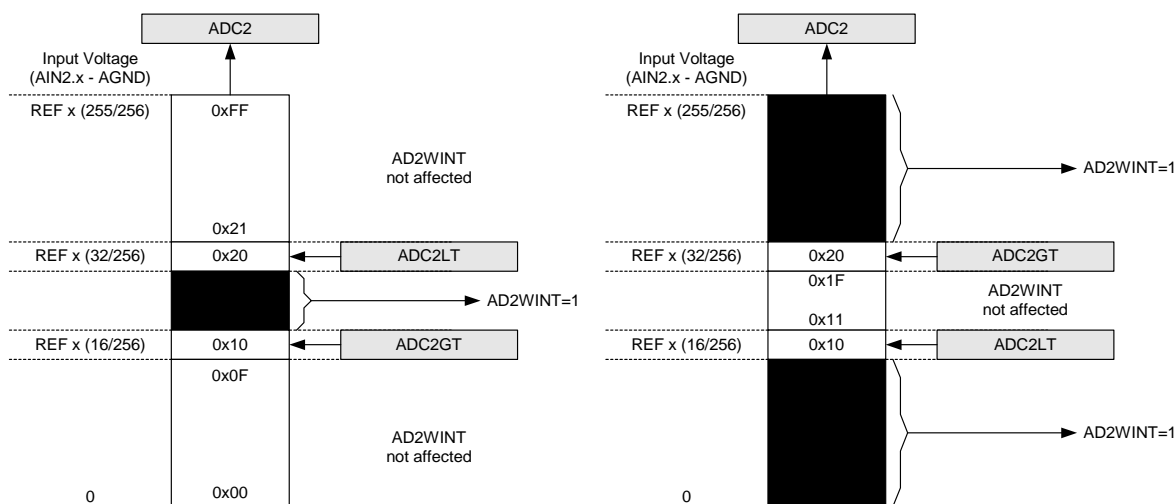 ADC2
Input Voltage
(AIN2.x - AGND)
REF x (255/256)
0xFF
AD2WINT
not affected
0x21
REF x (32/256)
0x20
ADC2LT
AD2WINT=1
REF x (16/256)
0x10
ADC2GT
0x0F
AD2WINT
not affected
0
0x00
ADC2
Input Voltage
(AIN2.x - AGND)
REF x (255/256)
AD2WINT=1
REF x (32/256)
0x20
ADC2GT
0x1F
AD2WINT
not affected
0x11
REF x (16/256)
0x10
ADC2LT
AD2WINT=1
0